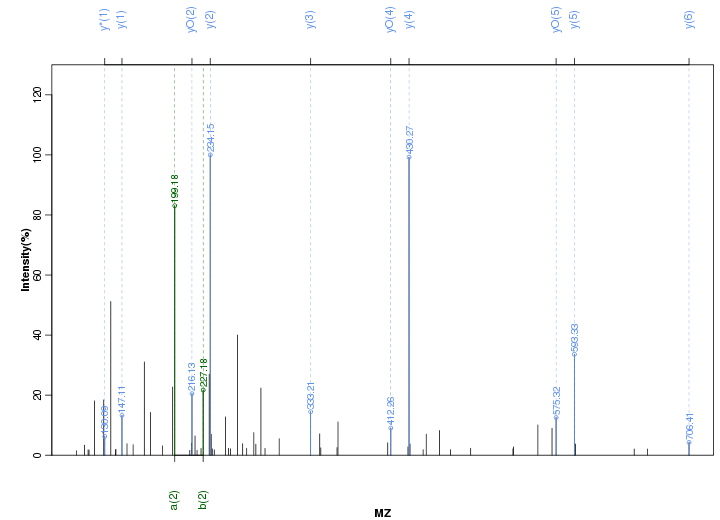 y*(1)
y(1)
yO(2)
y(2)
y(3)
yO(4)
y(4)
yO(5)
y(5)
y(6)
Intensity(%)
0
20
40
60
80
100
120
130.09
147.11
199.18
216.13
227.18
234.15
333.21
412.26
430.27
575.32
593.33
706.41
a(2)
b(2)
MZ